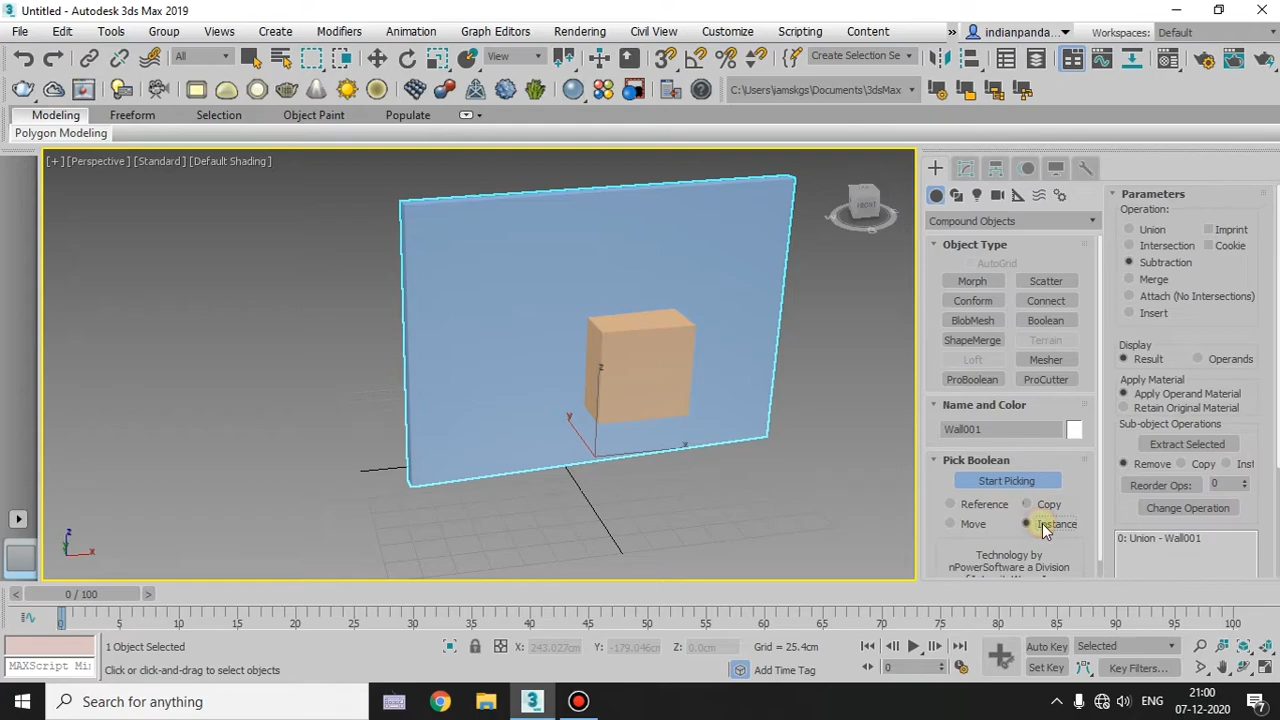 Untitled - Autodesk 3ds Max 2019
File Edit Tools Group Views Create Modifiers Animation Graph Editors Rendering Civil View Customize Scripting Content » indianpanda... Workspaces: Default
All View Create Selection Se
C:\Users\iamskgs\Documents\3dsMax
Modeling Freeform Selection Object Paint Populate
Polygon Modeling
[+] [Perspective] [Standard] [Default Shading]
FRONT
z
y
x
z
x
Compound Objects
Object Type
AutoGrid
Morph Scatter
Conform Connect
BlobMesh Boolean
ShapeMerge Terrain
Loft Mesher
ProBoolean ProCutter
Name and Color
Wall001
Pick Boolean
Start Picking
Reference Copy
Move Instance
Technology by
nPowerSoftware a Division
Parameters
Operation:
Union Imprint
Intersection Cookie
Subtraction
Merge
Attach (No Intersections)
Insert
Display
Result Operands
Apply Material
Apply Operand Material
Retain Original Material
Sub-object Operations
Extract Selected
Remove Copy Inst
Reorder Ops: 0
Change Operation
0: Union - Wall001
< 0 / 100 >
0 5 10 15 20 25 30 35 40 45 50 55 60 65 70 75 80 85 90 95 100
1 Object Selected X: 243.027cm Y: -179.046cm Z: 0.0cm Grid = 25.4cm Auto Key Selected
MAXScript Mi Click or click-and-drag to select objects Add Time Tag 0 Set Key Key Filters...
Search for anything ENG 21:00
07-12-2020 7